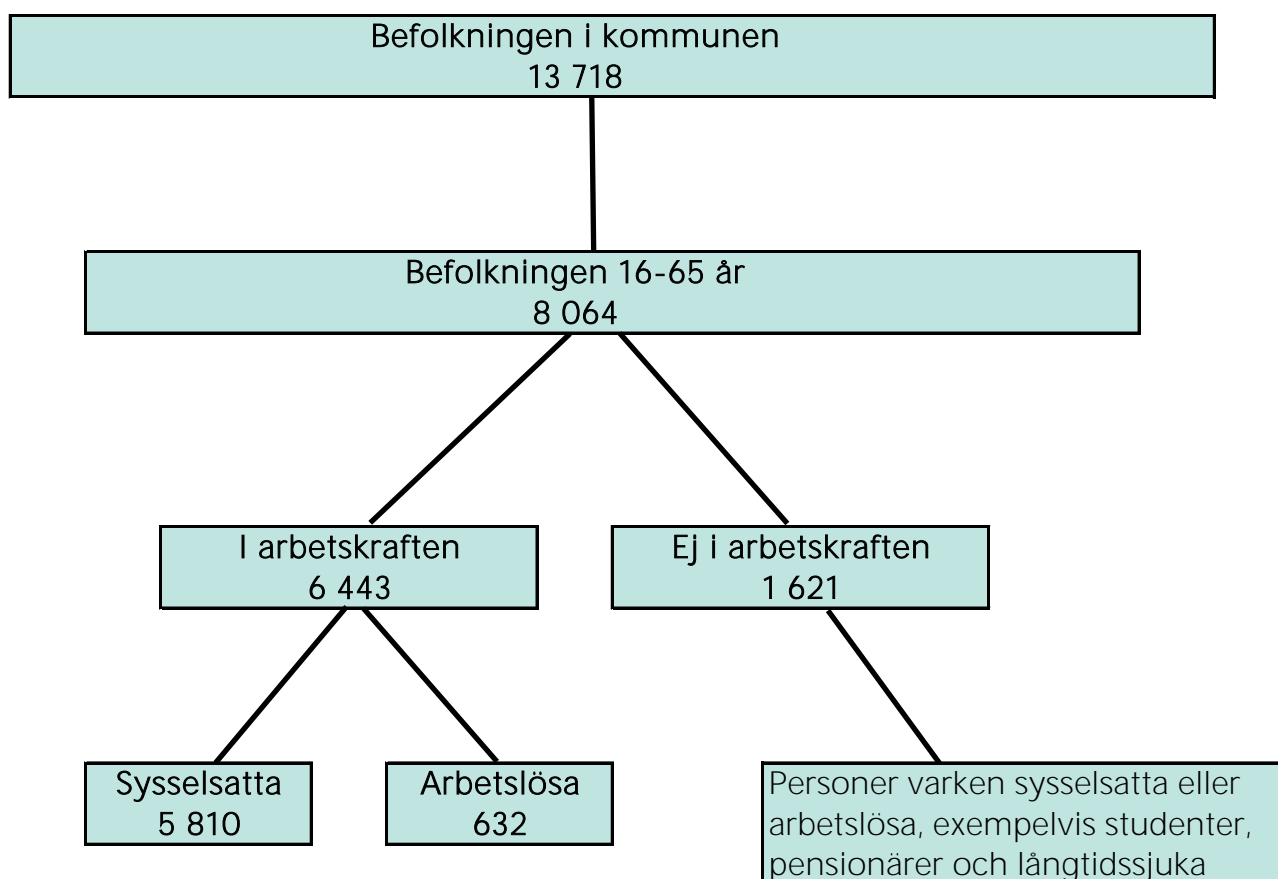 Befolkningen i kommunen
13 718
Befolkningen 16-65 år
8 064
I arbetskraften
6 443
Ej i arbetskraften
1 621
Sysselsatta
5 810
Arbetslösa
632
Personer varken sysselsatta eller
arbetslösa, exempelvis studenter,
pensionärer och långtidssjuka